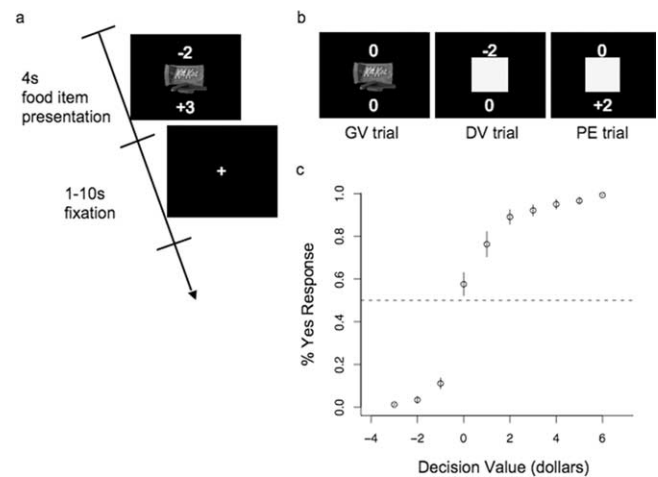 a
-2
KitKat
+3
4s
food item
presentation
+
1-10s
fixation
b
0
KitKat
0
GV trial
-2
0
DV trial
0
+2
PE trial
c
% Yes Response
1.0
0.8
0.6
0.4
0.2
0.0
-4
-2
0
2
4
6
Decision Value (dollars)